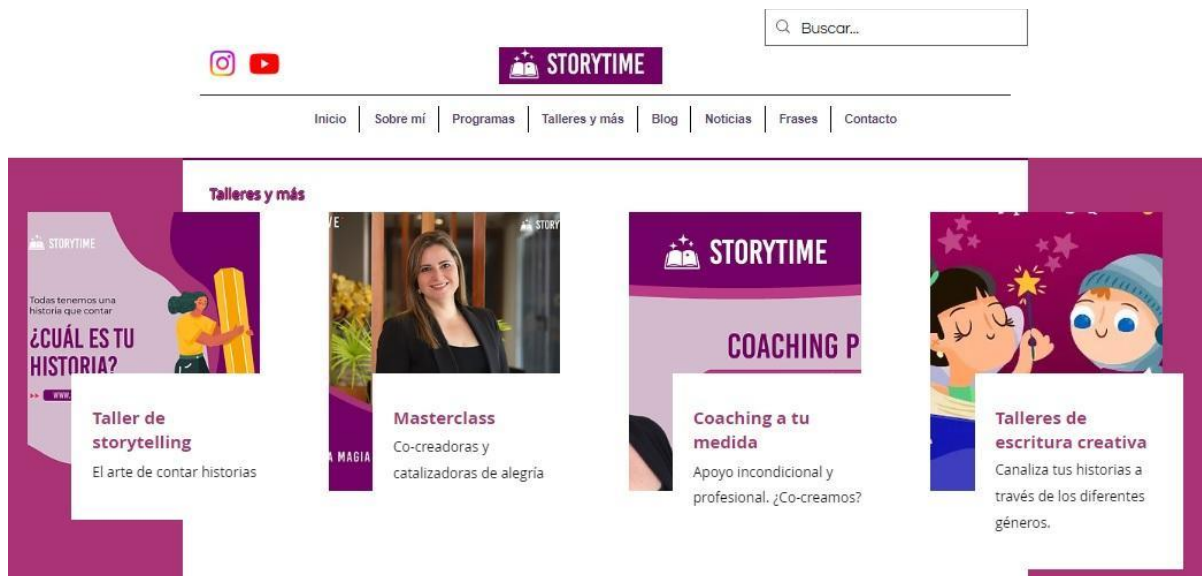 Buscar...
STORYTIME
Inicio
Sobre mí
Programas
Talleres y más
Blog
Noticias
Frases
Contacto
Talleres y más
STORYTIME
Todas tenemos una
historia que contar
¿CUÁL ES TU
HISTORIA?
WWW.
Taller de
storytelling
El arte de contar historias
STORY
A MAGIA
Masterclass
Co-creadoras y
catalizadoras de alegría
STORYTIME
COACHING P
Coaching a tu
medida
Apoyo incondicional y
profesional. ¿Co-creamos?
Talleres de
escritura creativa
Canaliza tus historias a
través de los diferentes
géneros.